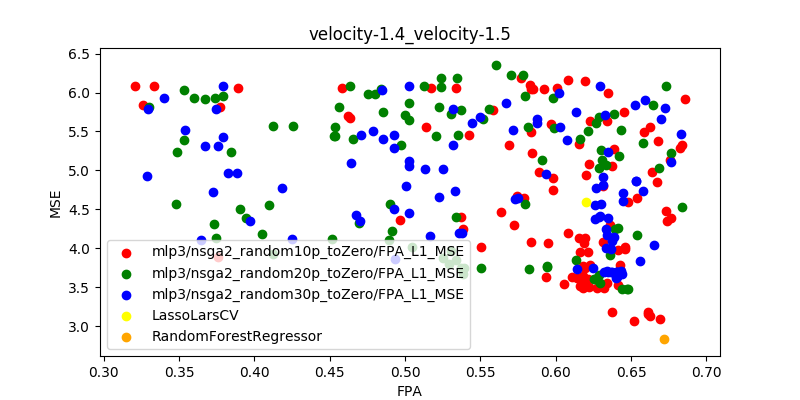 velocity-1.4_velocity-1.5
6.5
6.0
5.5
5.0
4.5
4.0
3.5
3.0
MSE
mlp3/nsga2_random10p_toZero/FPA_L1_MSE
mlp3/nsga2_random20p_toZero/FPA_L1_MSE
mlp3/nsga2_random30p_toZero/FPA_L1_MSE
LassoLarsCV
RandomForestRegressor
0.30 0.35 0.40 0.45 0.50 0.55 0.60 0.65 0.70
FPA